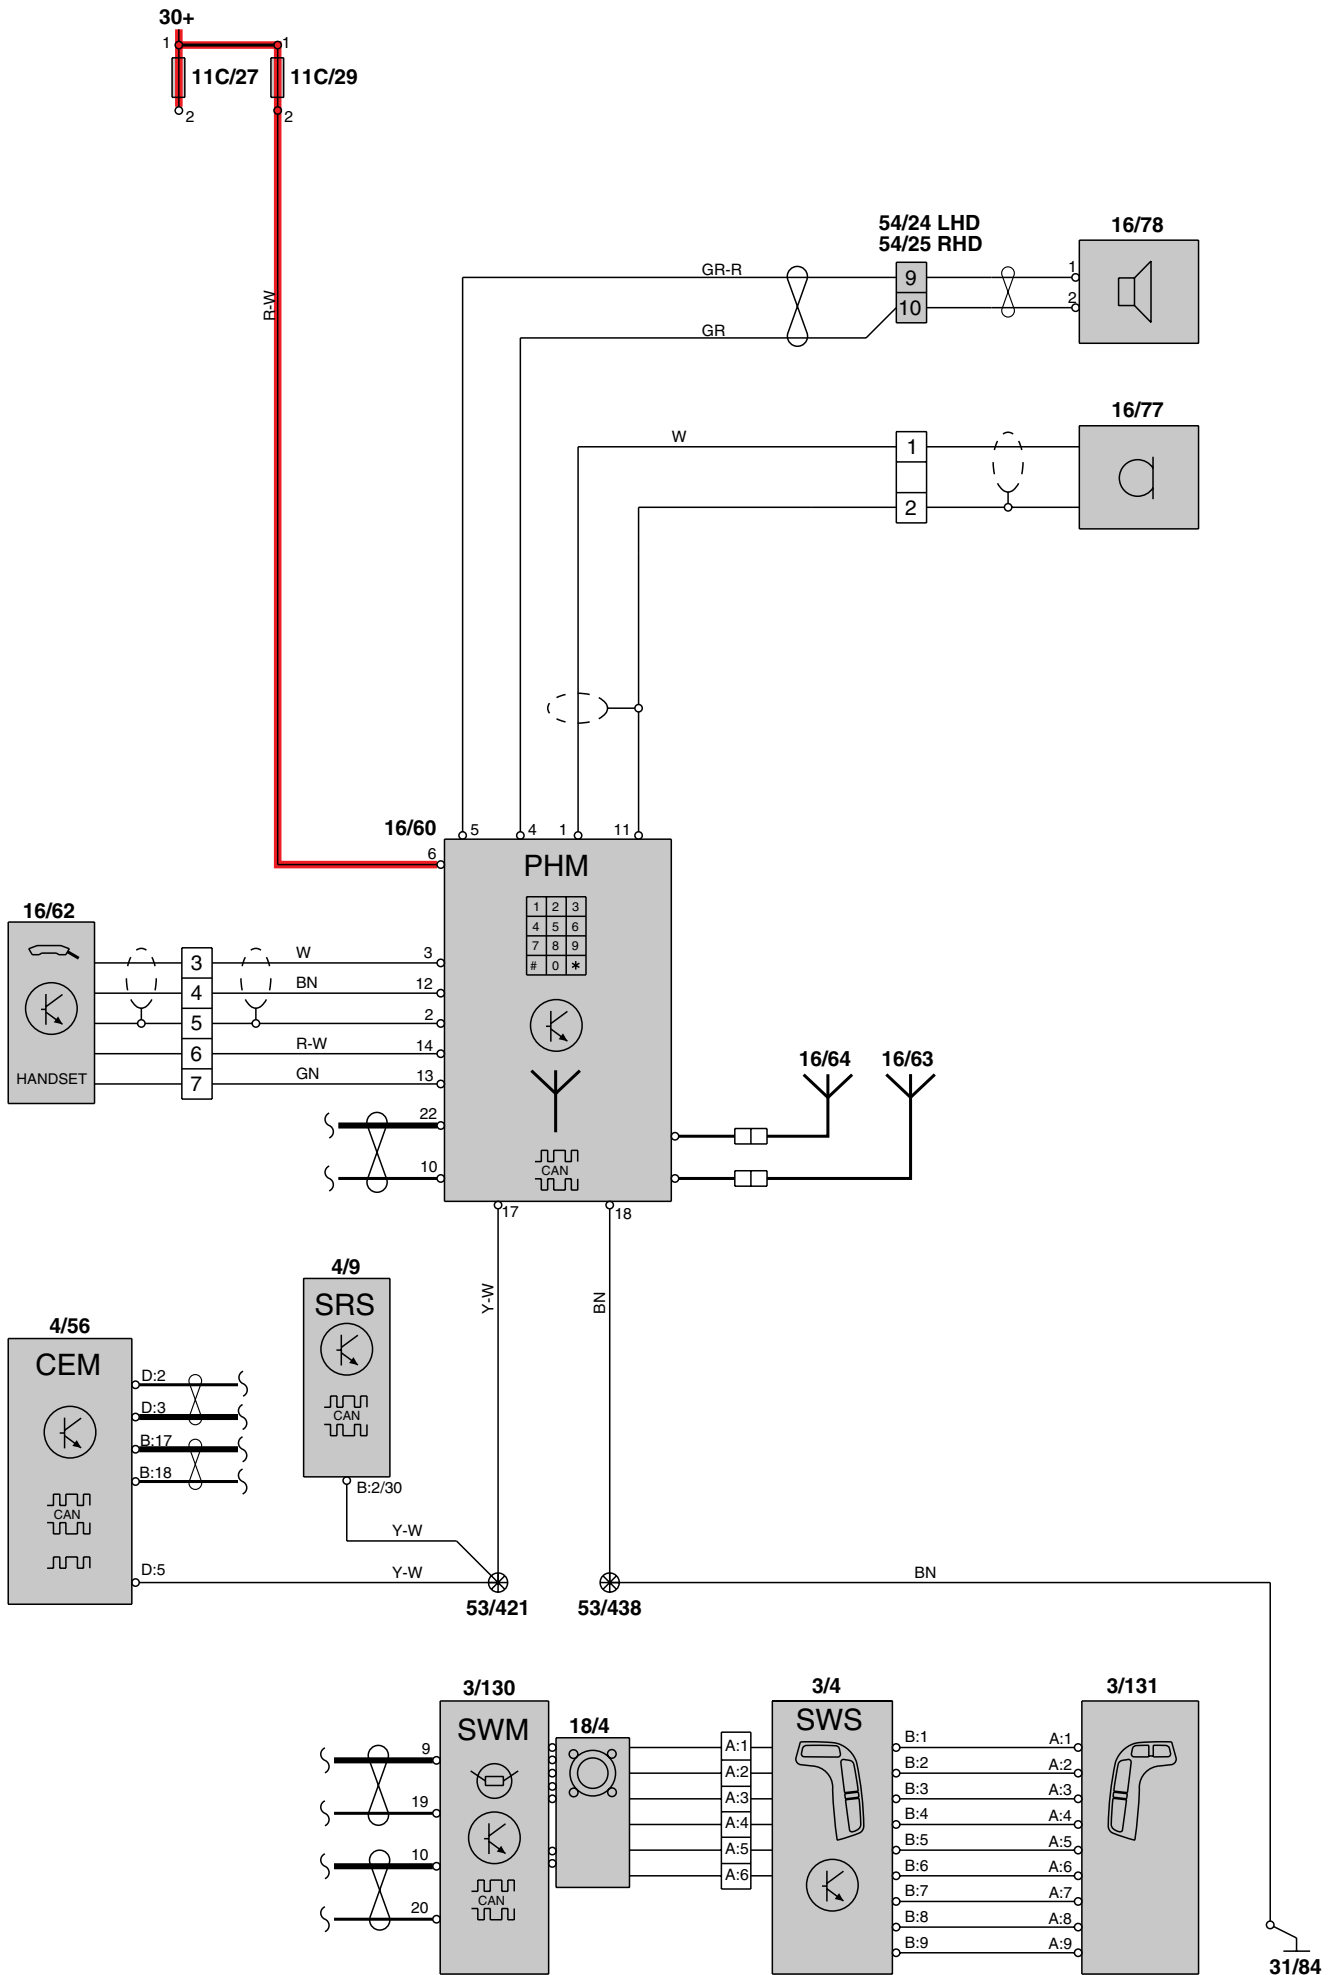 30+
1 1
11C/27 11C/29
2 2
R-W
54/24 LHD
54/25 RHD
16/78
GR-R 9 1
10 2
GR
16/77
W 1
2
16/60 5 4 1 11
6 PHM
16/62
1 2 3
4 5 6
7 8 9
# 0 *
3 W 3
4 BN 12
5 2
6 R-W 14
HANDSET 7 GN 13
16/64 16/63
22
10 CAN
17 18
4/9
SRS
Y-W BN
4/56
CEM
D:2
D:3 CAN
B:17
B:18 B:2/30
CAN
Y-W
D:5 Y-W BN
53/421 53/438
3/130 3/4 3/131
SWM 18/4 SWS
9 A:1 B:1 A:1
A:2 B:2 A:2
19 A:3 B:3 A:3
A:4 B:4 A:4
10 A:5 B:5 A:5
A:6 B:6 A:6
CAN B:7 A:7
20 B:8 A:8
B:9 A:9
31/84